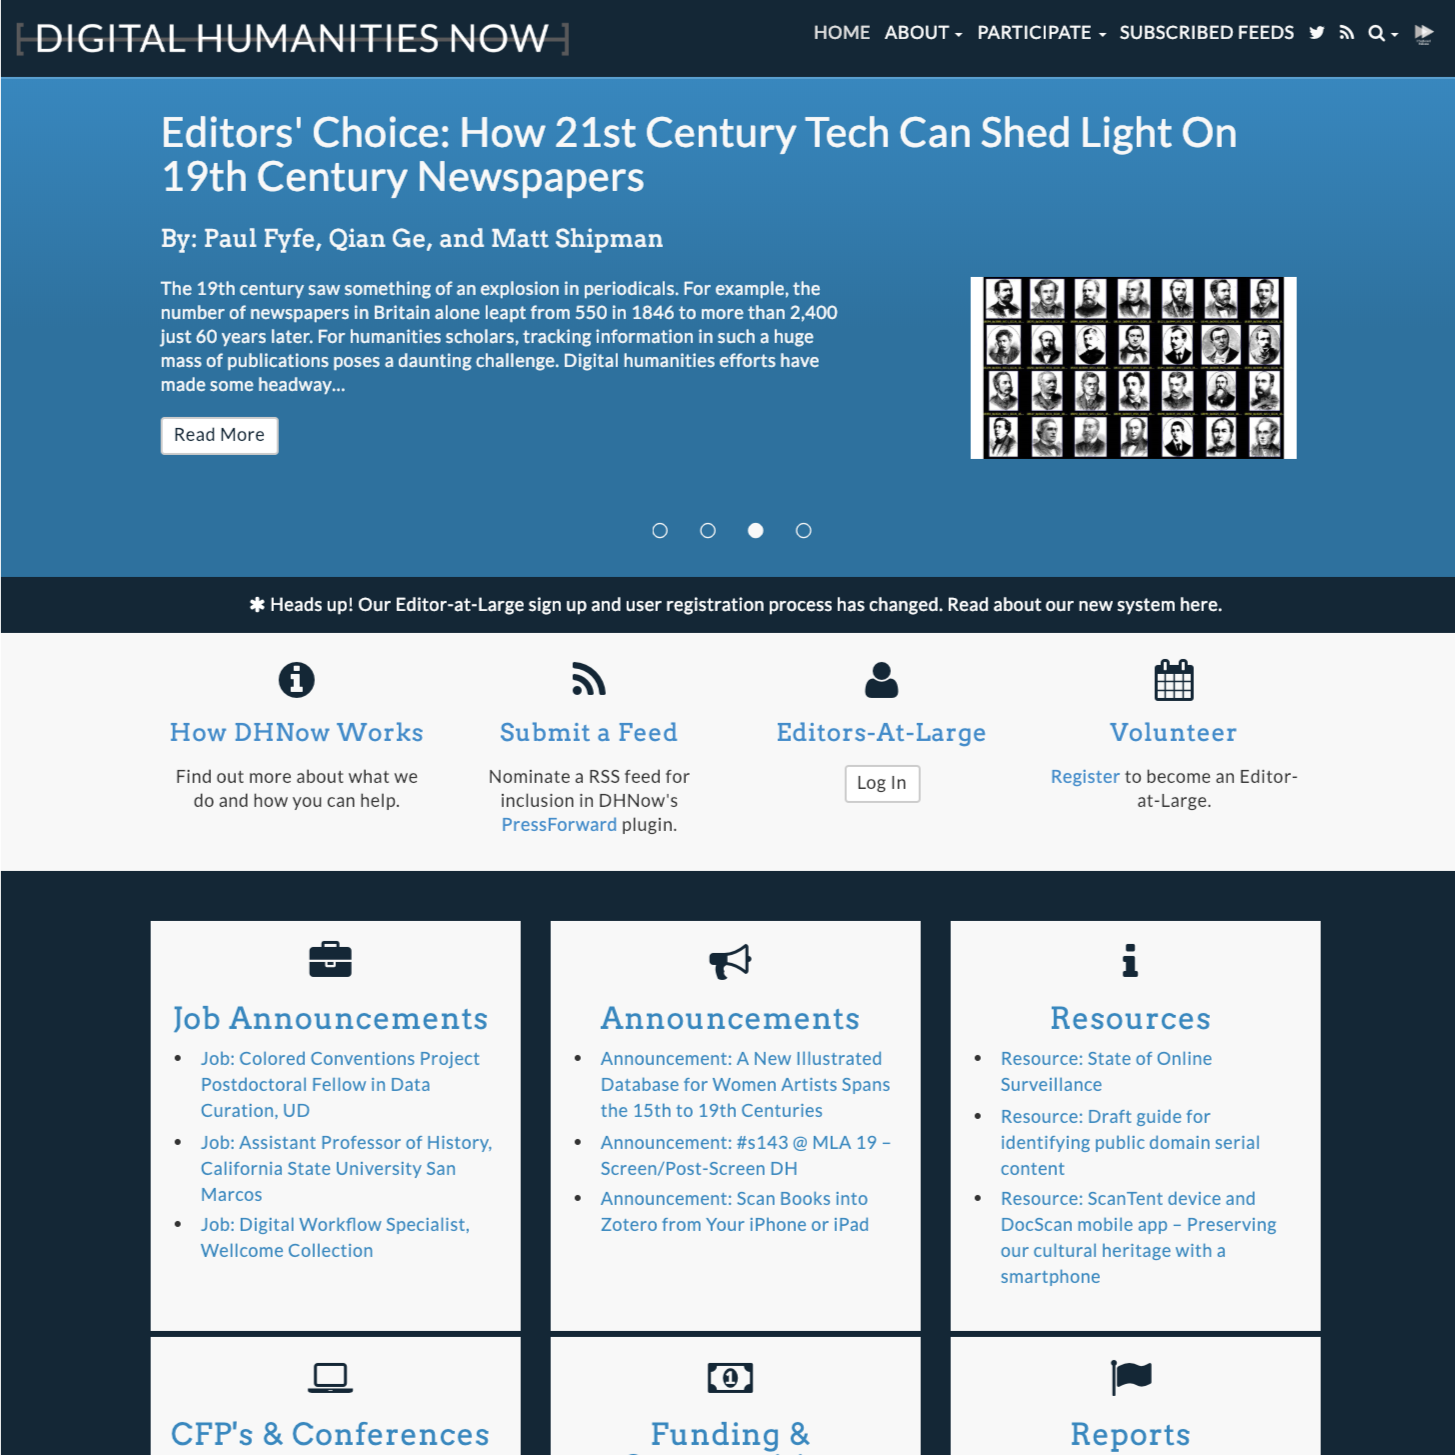 DIGITAL HUMANITIES NOW
HOME ABOUT PARTICIPATE SUBSCRIBED FEEDS
Editors' Choice: How 21st Century Tech Can Shed Light On
19th Century Newspapers
By: Paul Fyfe, Qian Ge, and Matt Shipman
The 19th century saw something of an explosion in periodicals. For example, the
number of newspapers in Britain alone leapt from 550 in 1846 to more than 2,400
just 60 years later. For humanities scholars, tracking information in such a huge
mass of publications poses a daunting challenge. Digital humanities efforts have
made some headway...
Read More
✱ Heads up! Our Editor-at-Large sign up and user registration process has changed. Read about our new system here.
How DHNow Works
Find out more about what we
do and how you can help.
Submit a Feed
Nominate a RSS feed for
inclusion in DHNow's
PressForward plugin.
Editors-At-Large
Log In
Volunteer
Register to become an Editor-
at-Large.
Job Announcements
• Job: Colored Conventions Project
Postdoctoral Fellow in Data
Curation, UD
• Job: Assistant Professor of History,
California State University San
Marcos
• Job: Digital Workflow Specialist,
Wellcome Collection
Announcements
• Announcement: A New Illustrated
Database for Women Artists Spans
the 15th to 19th Centuries
• Announcement: #s143 @ MLA 19 –
Screen/Post-Screen DH
• Announcement: Scan Books into
Zotero from Your iPhone or iPad
Resources
• Resource: State of Online
Surveillance
• Resource: Draft guide for
identifying public domain serial
content
• Resource: ScanTent device and
DocScan mobile app – Preserving
our cultural heritage with a
smartphone
CFP's & Conferences
Funding &
Reports